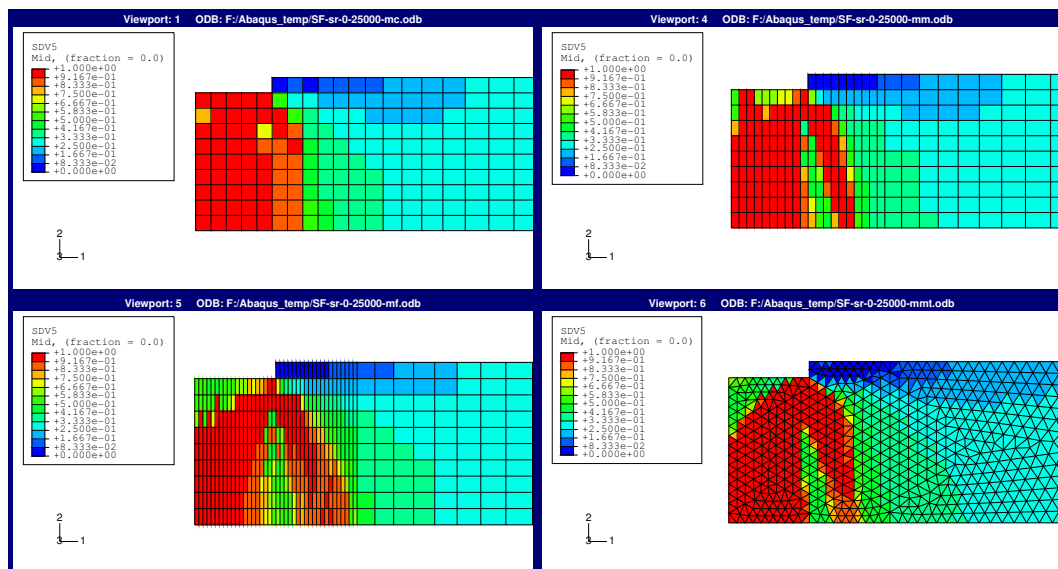 Viewport: 1 ODB: F:/Abaqus_temp/SF-sr-0-25000-mc.odb
SDV5
Mid, (fraction = 0.0)
+1.000e+00
+9.167e-01
+8.333e-01
+7.500e-01
+6.667e-01
+5.833e-01
+5.000e-01
+4.167e-01
+3.333e-01
+2.500e-01
+1.667e-01
+8.333e-02
+0.000e+00
2
3 1
Viewport: 4 ODB: F:/Abaqus_temp/SF-sr-0-25000-mm.odb
SDV5
Mid, (fraction = 0.0)
+1.000e+00
+9.167e-01
+8.333e-01
+7.500e-01
+6.667e-01
+5.833e-01
+5.000e-01
+4.167e-01
+3.333e-01
+2.500e-01
+1.667e-01
+8.333e-02
+0.000e+00
2
3 1
Viewport: 5 ODB: F:/Abaqus_temp/SF-sr-0-25000-mf.odb
SDV5
Mid, (fraction = 0.0)
+1.000e+00
+9.167e-01
+8.333e-01
+7.500e-01
+6.667e-01
+5.833e-01
+5.000e-01
+4.167e-01
+3.333e-01
+2.500e-01
+1.667e-01
+8.333e-02
+0.000e+00
2
3 1
Viewport: 6 ODB: F:/Abaqus_temp/SF-sr-0-25000-mmt.odb
SDV5
Mid, (fraction = 0.0)
+1.000e+00
+9.167e-01
+8.333e-01
+7.500e-01
+6.667e-01
+5.833e-01
+5.000e-01
+4.167e-01
+3.333e-01
+2.500e-01
+1.667e-01
+8.333e-02
+0.000e+00
2
3 1